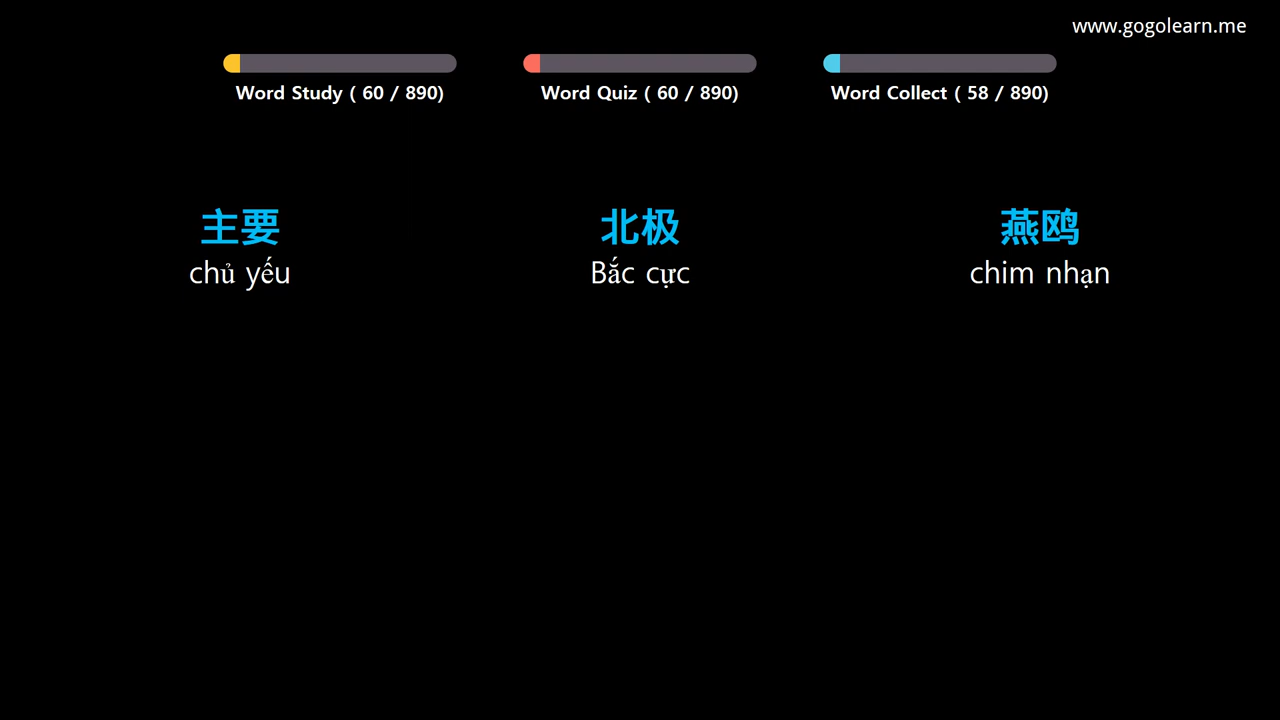 www.gogolearn.me
Word Study ( 60 / 890)
Word Quiz ( 60 / 890)
Word Collect ( 58 / 890)
主要
北极
燕鸥
chủ yếu
Bắc cực
chim nhạn